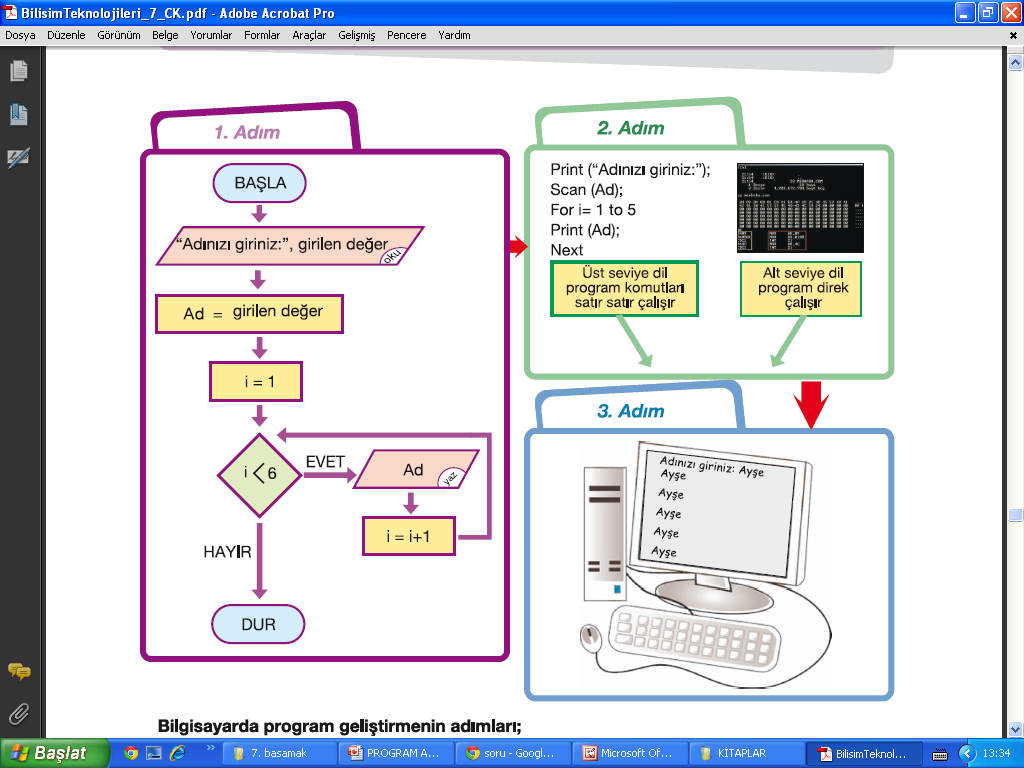 BilisimTeknolojileri_7_CK.pdf - Adobe Acrobat Pro
Dosya Düzenle Görünüm Belge Yorumlar Formlar Araçlar Gelişmiş Pencere Yardım
1. Adım
BAŞLA
“Adınızı giriniz:”, girilen değer
oku
Ad = girilen değer
i = 1
i < 6
EVET
Ad
yaz
i = i+1
HAYIR
DUR
2. Adım
Print (“Adınızı giriniz:”);
Scan (Ad);
For i= 1 to 5
Print (Ad);
Next
Üst seviye dil
program komutları
satır satır çalışır
Alt seviye dil
program direk
çalışır
3. Adım
Adınızı giriniz: Ayşe
Ayşe
Ayşe
Ayşe
Ayşe
Ayşe
Bilgisayarda program geliştirmenin adımları;
Başlat
7. basamak
PROGRAM A...
soru - Googl...
Microsoft Of...
KİTAPLAR
BilisimTeknol...
13:34